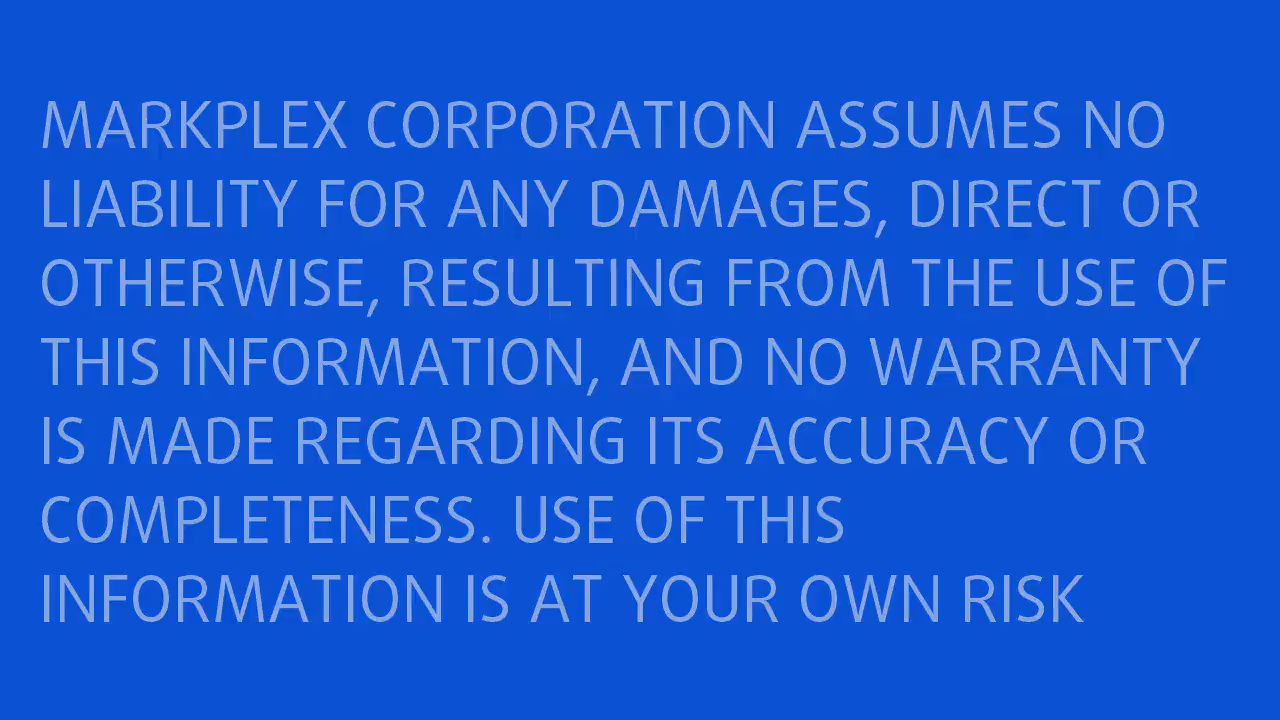 MARKPLEX CORPORATION ASSUMES NO
LIABILITY FOR ANY DAMAGES, DIRECT OR
OTHERWISE, RESULTING FROM THE USE OF
THIS INFORMATION, AND NO WARRANTY
IS MADE REGARDING ITS ACCURACY OR
COMPLETENESS. USE OF THIS
INFORMATION IS AT YOUR OWN RISK